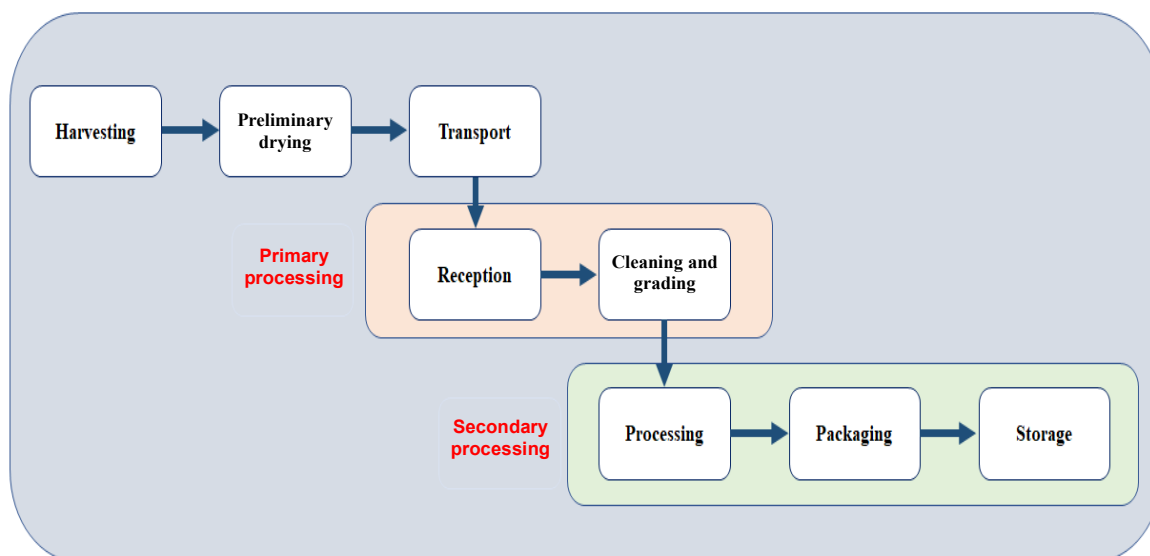 Harvesting
Preliminary
drying
Transport
Primary
processing
Reception
Cleaning and
grading
Secondary
processing
Processing
Packaging
Storage